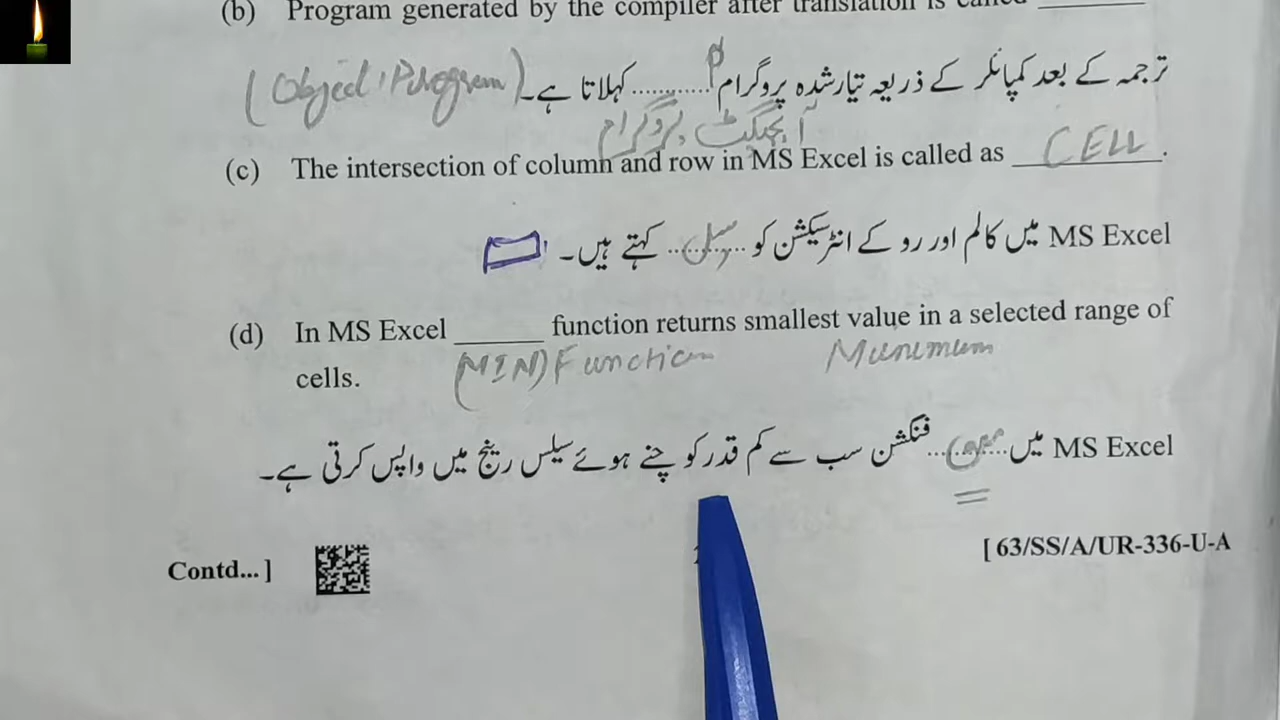 (b) Program generated by the compiler after translation is called ________
ترجمہ کے بعد کمپائلر کے ذریعہ تیار شدہ پروگرام .......... کہلاتا ہے۔ (Object Program)
آبجیکٹ پروگرام
(c) The intersection of column and row in MS Excel is called as CELL.
MS Excel میں کالم اور رو کے انٹرسیکشن کو ..سیل.. کہتے ہیں۔
(d) In MS Excel ______ function returns smallest value in a selected range of
(MIN) Function Munimum
cells.
MS Excel میں ...... فنکشن سب سے کم قدر کو چنے ہوئے سیلس رینج میں واپس کرتی ہے۔
[ 63/SS/A/UR-336-U-A
Contd... ]